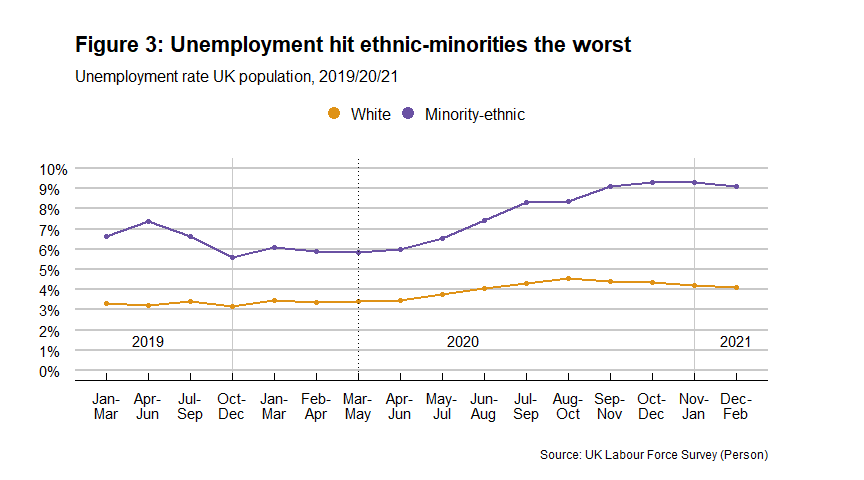 Figure 3: Unemployment hit ethnic-minorities the worst
Unemployment rate UK population, 2019/20/21
White Minority-ethnic
10%
9%
8%
7%
6%
5%
4%
3%
2%
1%
0%
2019 2020 2021
Jan- Apr- Jul- Oct- Jan- Feb- Mar- Apr- May- Jun- Jul- Aug- Sep- Oct- Nov- Dec-
Mar Jun Sep Dec Mar Apr May Jun Jul Aug Sep Oct Nov Dec Jan Feb
Source: UK Labour Force Survey (Person)